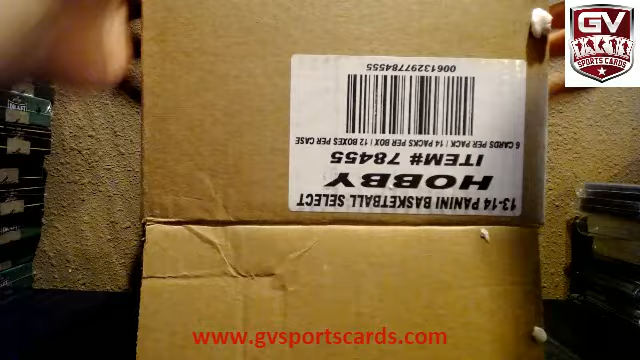 GV
SPORTS CARDS
13-14 PANINI BASKETBALL SELECT
HOBBY
ITEM# 78455
6 CARDS PER PACK / 14 PACKS PER BOX / 12 BOXES PER CASE
00613297784555
www.gvsportscards.com